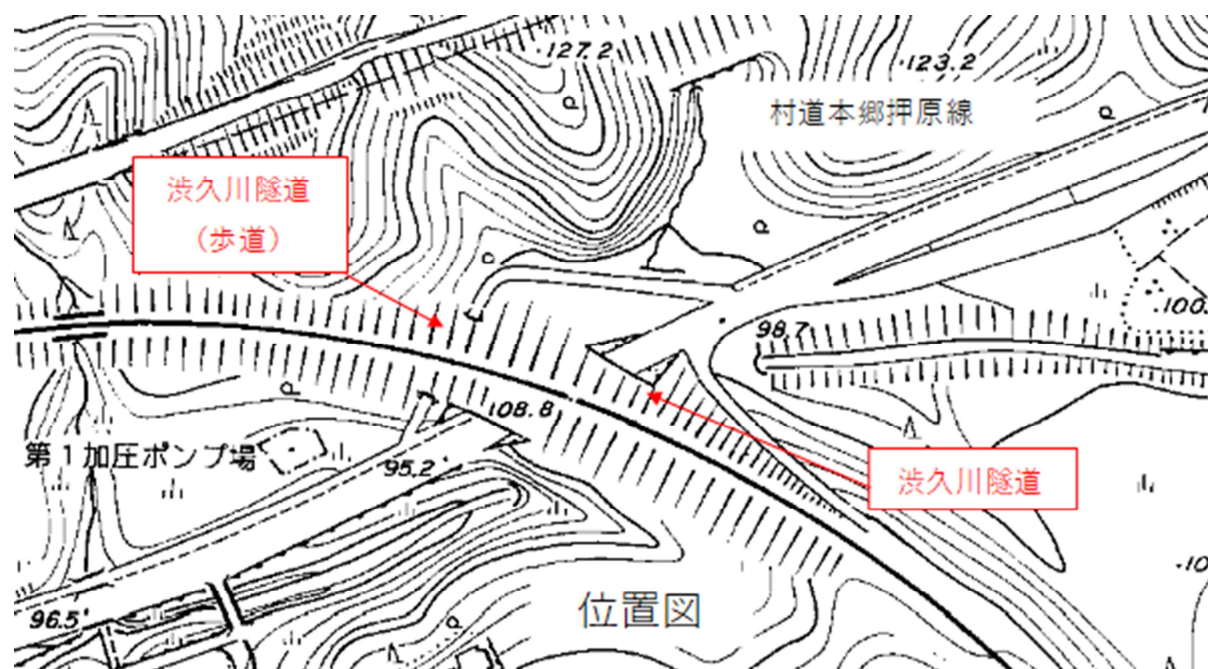 127.2
123.2
村道本郷押原線
渋久川隧道
（歩道）
98.7
100.
108.8
第1加圧ポンプ場
95.2
渋久川隧道
96.5
位置図
10